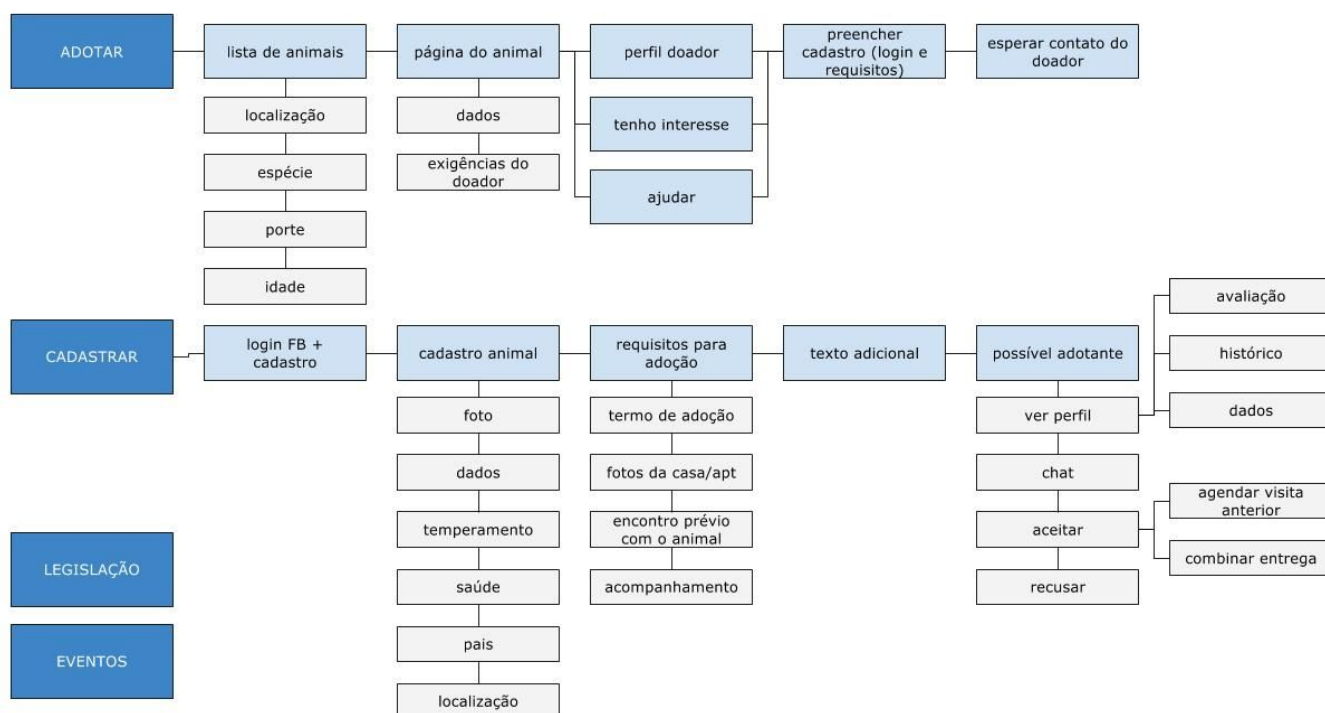 ADOTAR
lista de animais
localização
espécie
porte
idade
página do animal
dados
exigências do
doador
perfil doador
tenho interesse
ajudar
preencher
cadastro (login e
requisitos)
esperar contato do
doador
CADASTRAR
login FB +
cadastro
cadastro animal
foto
dados
temperamento
saúde
pais
localização
requisitos para
adoção
termo de adoção
fotos da casa/apt
encontro prévio
com o animal
acompanhamento
texto adicional
possível adotante
ver perfil
chat
aceitar
recusar
avaliação
histórico
dados
agendar visita
anterior
combinar entrega
LEGISLAÇÃO
EVENTOS